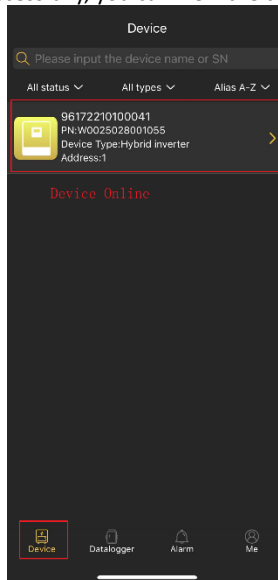 Device
Please input the device name or SN
All status All types Alias A-Z
96172210100041
PN:W0025028001055
Device Type:Hybrid inverter
Address:1
Device Online
Device Datalogger Alarm Me